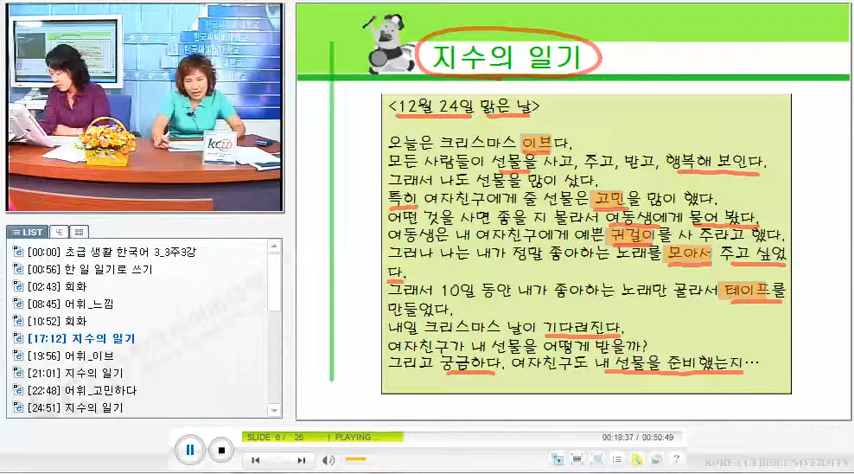 지수의 일기
<12월 24일 맑은 날>
오늘은 크리스마스 이브다.
모든 사람들이 선물을 사고, 주고, 받고, 행복해 보인다.
그래서 나도 선물을 많이 샀다.
특히 여자친구에게 줄 선물은 고민을 많이 했다.
어떤 것을 사면 좋을 지 몰라서 여동생에게 물어 봤다.
여동생은 내 여자친구에게 예쁜 귀걸이를 사 주라고 했다.
그러나 나는 내가 정말 좋아하는 노래를 모아서 주고 싶었
다.
그래서 10일 동안 내가 좋아하는 노래만 골라서 테이프를
만들었다.
내일 크리스마스 날이 기다려진다.
여자친구가 내 선물을 어떻게 받을까?
그리고 궁금하다. 여자친구도 내 선물을 준비했는지…
kcu
LIST
[00:00] 초급 생활 한국어 3_3주3강
[00:56] 한 일 일기로 쓰기
[02:43] 회화
[08:45] 어휘_느낌
[10:52] 회화
[17:12] 지수의 일기
[19:56] 어휘_이브
[21:01] 지수의 일기
[22:48] 어휘_고민하다
[24:51] 지수의 일기
SLIDE 6 / 26 | PLAYING...
00:18:37 / 00:50:49
KOREA CYBER UNIVERSITY